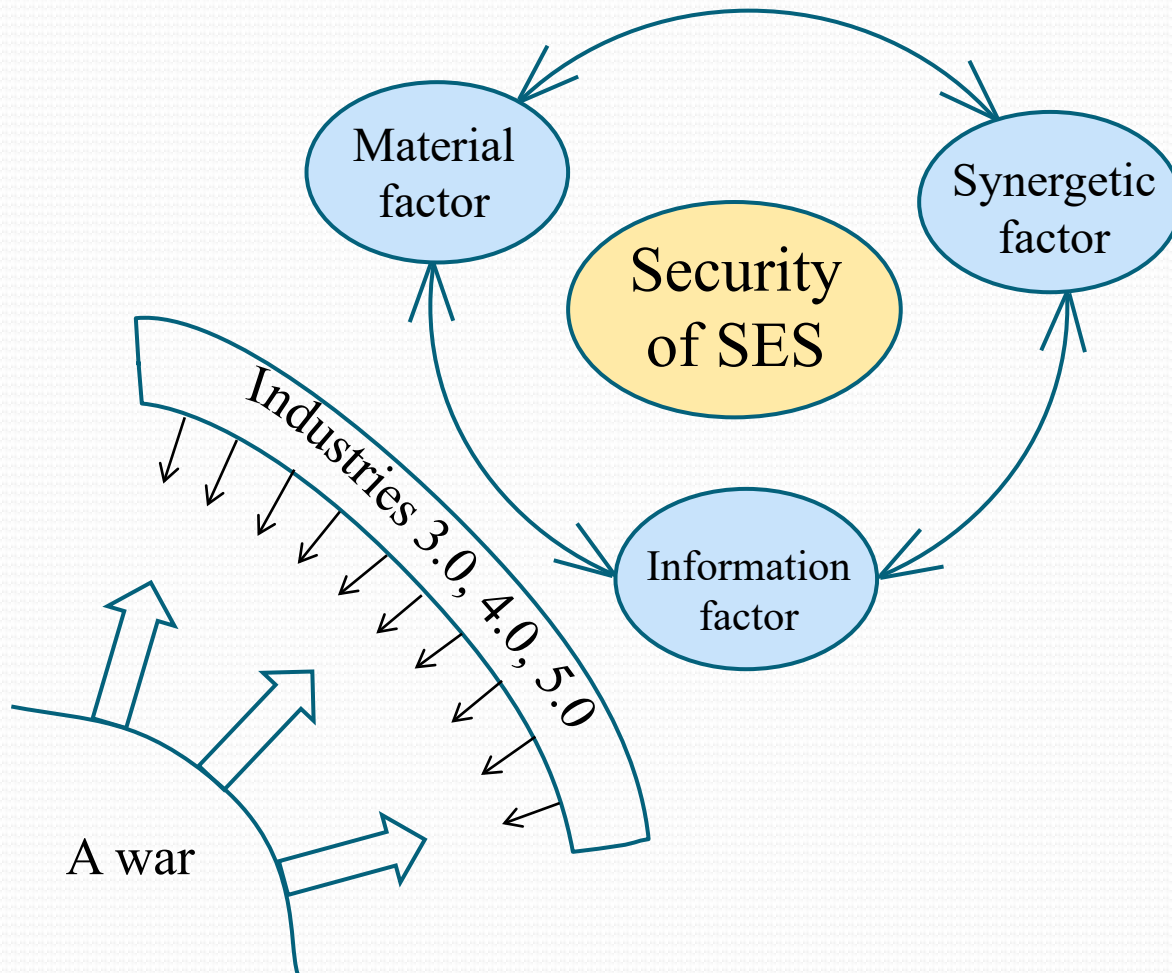 Material
factor
Synergetic
factor
Security
of SES
Industries 3.0, 4.0, 5.0
Information
factor
A war